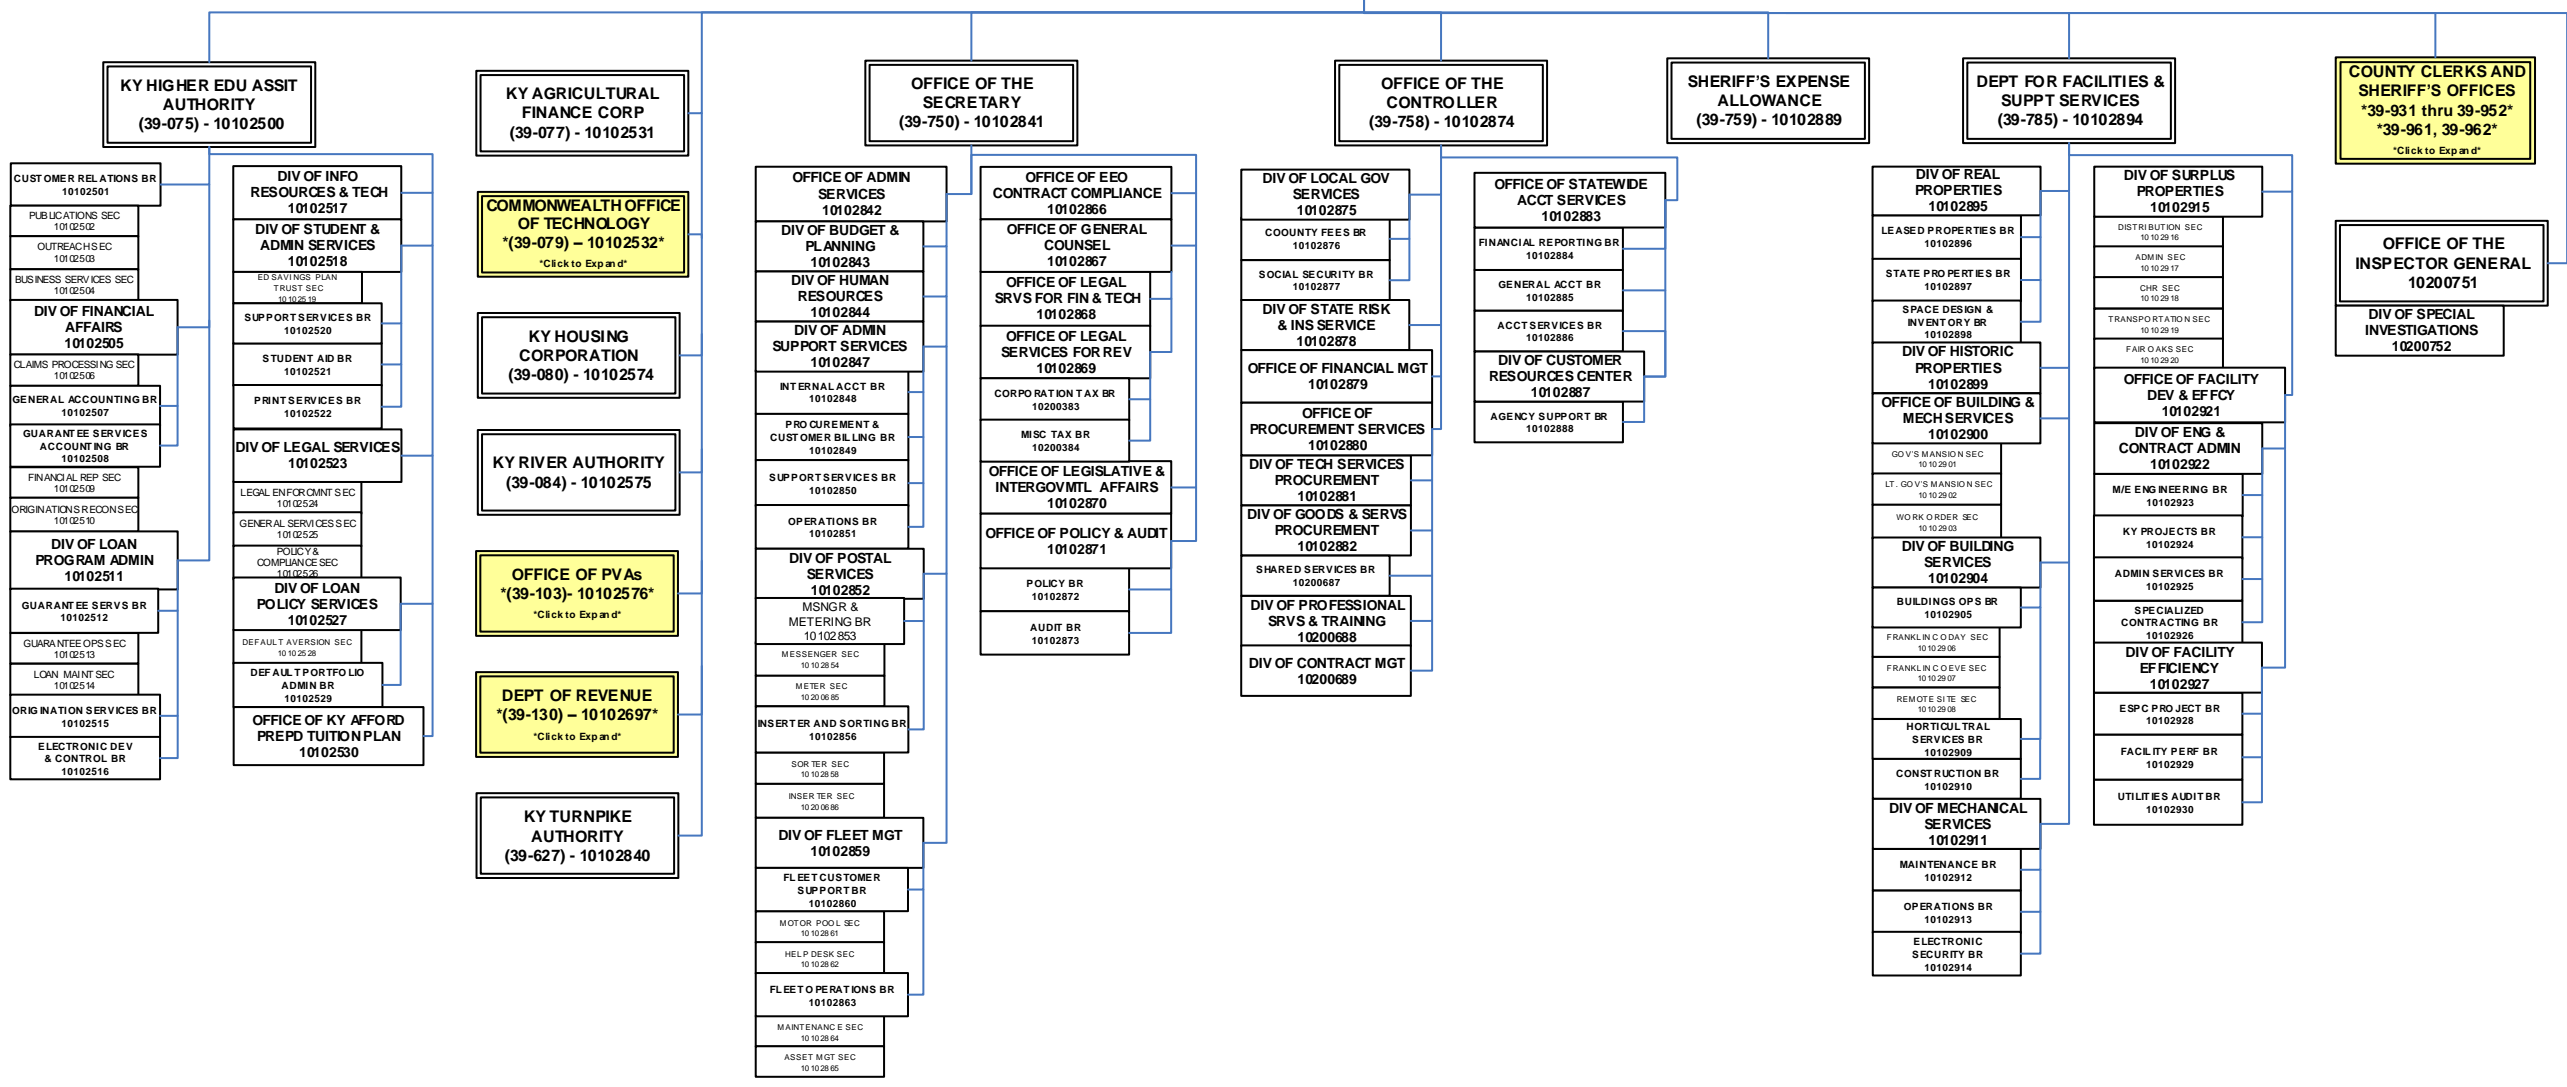 KY HIGHER EDU ASSIT
AUTHORITY
(39-075) - 10102500
CUSTOMER RELATIONS BR
10102501
PUBLICATIONS SEC
10102502
OUTREACH SEC
10102503
BUSINESS SERVICES SEC
10102504
DIV OF FINANCIAL
AFFAIRS
10102505
CLAIMS PROCESSING SEC
10102506
GENERAL ACCOUNTING BR
10102507
GUARANTEE SERVICES
ACCOUNTING BR
10102508
FINANCIAL REP SEC
10102509
ORIGINATIONS RECON SEC
10102510
DIV OF LOAN
PROGRAM ADMIN
10102511
GUARANTEE SERVS BR
10102512
GUARANTEE OPS SEC
10102513
LOAN MAINT SEC
10102514
ORIGINATION SERVICES BR
10102515
ELECTRONIC DEV
& CONTROL BR
10102516
DIV OF INFO
RESOURCES & TECH
10102517
DIV OF STUDENT &
ADMIN SERVICES
10102518
ED SAVINGS PLAN
TRUST SEC
10102519
SUPPORT SERVICES BR
10102520
STUDENT AID BR
10102521
PRINT SERVICES BR
10102522
DIV OF LEGAL SERVICES
10102523
LEGAL ENFORCMNT SEC
10102524
GENERAL SERVICES SEC
10102525
POLICY &
COMPLIANCE SEC
10102526
DIV OF LOAN
POLICY SERVICES
10102527
DEFAULT AVERSION SEC
10102528
DEFAULT PORTFOLIO
ADMIN BR
10102529
OFFICE OF KY AFFORD
PREPD TUITION PLAN
10102530
KY AGRICULTURAL
FINANCE CORP
(39-077) - 10102531
COMMONWEALTH OFFICE
OF TECHNOLOGY
*(39-079) – 10102532*
*Click to Expand*
KY HOUSING
CORPORATION
(39-080) - 10102574
KY RIVER AUTHORITY
(39-084) - 10102575
OFFICE OF PVAs
*(39-103)- 10102576*
*Click to Expand*
DEPT OF REVENUE
*(39-130) – 10102697*
*Click to Expand*
KY TURNPIKE
AUTHORITY
(39-627) - 10102840
OFFICE OF THE
SECRETARY
(39-750) - 10102841
OFFICE OF ADMIN
SERVICES
10102842
DIV OF BUDGET &
PLANNING
10102843
DIV OF HUMAN
RESOURCES
10102844
DIV OF ADMIN
SUPPORT SERVICES
10102847
INTERNAL ACCT BR
10102848
PROCUREMENT &
CUSTOMER BILLING BR
10102849
SUPPORT SERVICES BR
10102850
OPERATIONS BR
10102851
DIV OF POSTAL
SERVICES
10102852
MSNGR &
METERING BR
10102853
MESSENGER SEC
10102854
METER SEC
10200685
INSERTER AND SORTING BR
10102856
SORTER SEC
10102858
INSERTER SEC
10200686
DIV OF FLEET MGT
10102859
FLEET CUSTOMER
SUPPORT BR
10102860
MOTOR POOL SEC
10102861
HELP DESK SEC
10102862
FLEET OPERATIONS BR
10102863
MAINTENANCE SEC
10102864
ASSET MGT SEC
10102865
OFFICE OF EEO
CONTRACT COMPLIANCE
10102866
OFFICE OF GENERAL
COUNSEL
10102867
OFFICE OF LEGAL
SRVS FOR FIN & TECH
10102868
OFFICE OF LEGAL
SERVICES FOR REV
10102869
CORPORATION TAX BR
10200383
MISC TAX BR
10200384
OFFICE OF LEGISLATIVE &
INTERGOVMTL AFFAIRS
10102870
OFFICE OF POLICY & AUDIT
10102871
POLICY BR
10102872
AUDIT BR
10102873
OFFICE OF THE
CONTROLLER
(39-758) - 10102874
DIV OF LOCAL GOV
SERVICES
10102875
COOUNTY FEES BR
10102876
SOCIAL SECURITY BR
10102877
DIV OF STATE RISK
& INS SERVICE
10102878
OFFICE OF FINANCIAL MGT
10102879
OFFICE OF
PROCUREMENT SERVICES
10102880
DIV OF TECH SERVICES
PROCUREMENT
10102881
DIV OF GOODS & SERVS
PROCUREMENT
10102882
SHARED SERVICES BR
10200687
DIV OF PROFESSIONAL
SRVS & TRAINING
10200688
DIV OF CONTRACT MGT
10200689
OFFICE OF STATEWIDE
ACCT SERVICES
10102883
FINANCIAL REPORTING BR
10102884
GENERAL ACCT BR
10102885
ACCT SERVICES BR
10102886
DIV OF CUSTOMER
RESOURCES CENTER
10102887
AGENCY SUPPORT BR
10102888
SHERIFF'S EXPENSE
ALLOWANCE
(39-759) - 10102889
DEPT FOR FACILITIES &
SUPPT SERVICES
(39-785) - 10102894
DIV OF REAL
PROPERTIES
10102895
LEASED PROPERTIES BR
10102896
STATE PROPERTIES BR
10102897
SPACE DESIGN &
INVENTORY BR
10102898
DIV OF HISTORIC
PROPERTIES
10102899
OFFICE OF BUILDING &
MECH SERVICES
10102900
GOV'S MANSION SEC
10102901
LT. GOV'S MANSION SEC
10102902
WORK ORDER SEC
10102903
DIV OF BUILDING
SERVICES
10102904
BUILDINGS OPS BR
10102905
FRANKLIN CO DAY SEC
10102906
FRANKLIN CO EVE SEC
10102907
REMOTE SITE SEC
10102908
HORTICULTRAL
SERVICES BR
10102909
CONSTRUCTION BR
10102910
DIV OF MECHANICAL
SERVICES
10102911
MAINTENANCE BR
10102912
OPERATIONS BR
10102913
ELECTRONIC
SECURITY BR
10102914
DIV OF SURPLUS
PROPERTIES
10102915
DISTRIBUTION SEC
10102916
ADMIN SEC
10102917
CHR SEC
10102918
TRANSPORTATION SEC
10102919
FAIR OAKS SEC
10102920
OFFICE OF FACILITY
DEV & EFFCY
10102921
DIV OF ENG &
CONTRACT ADMIN
10102922
M/E ENGINEERING BR
10102923
KY PROJECTS BR
10102924
ADMIN SERVICES BR
10102925
SPECIALIZED
CONTRACTING BR
10102926
DIV OF FACILITY
EFFICIENCY
10102927
ESPC PROJECT BR
10102928
FACILITY PERF BR
10102929
UTILITIES AUDIT BR
10102930
COUNTY CLERKS AND
SHERIFF'S OFFICES
*39-931 thru 39-952*
*39-961, 39-962*
*Click to Expand*
OFFICE OF THE
INSPECTOR GENERAL
10200751
DIV OF SPECIAL
INVESTIGATIONS
10200752